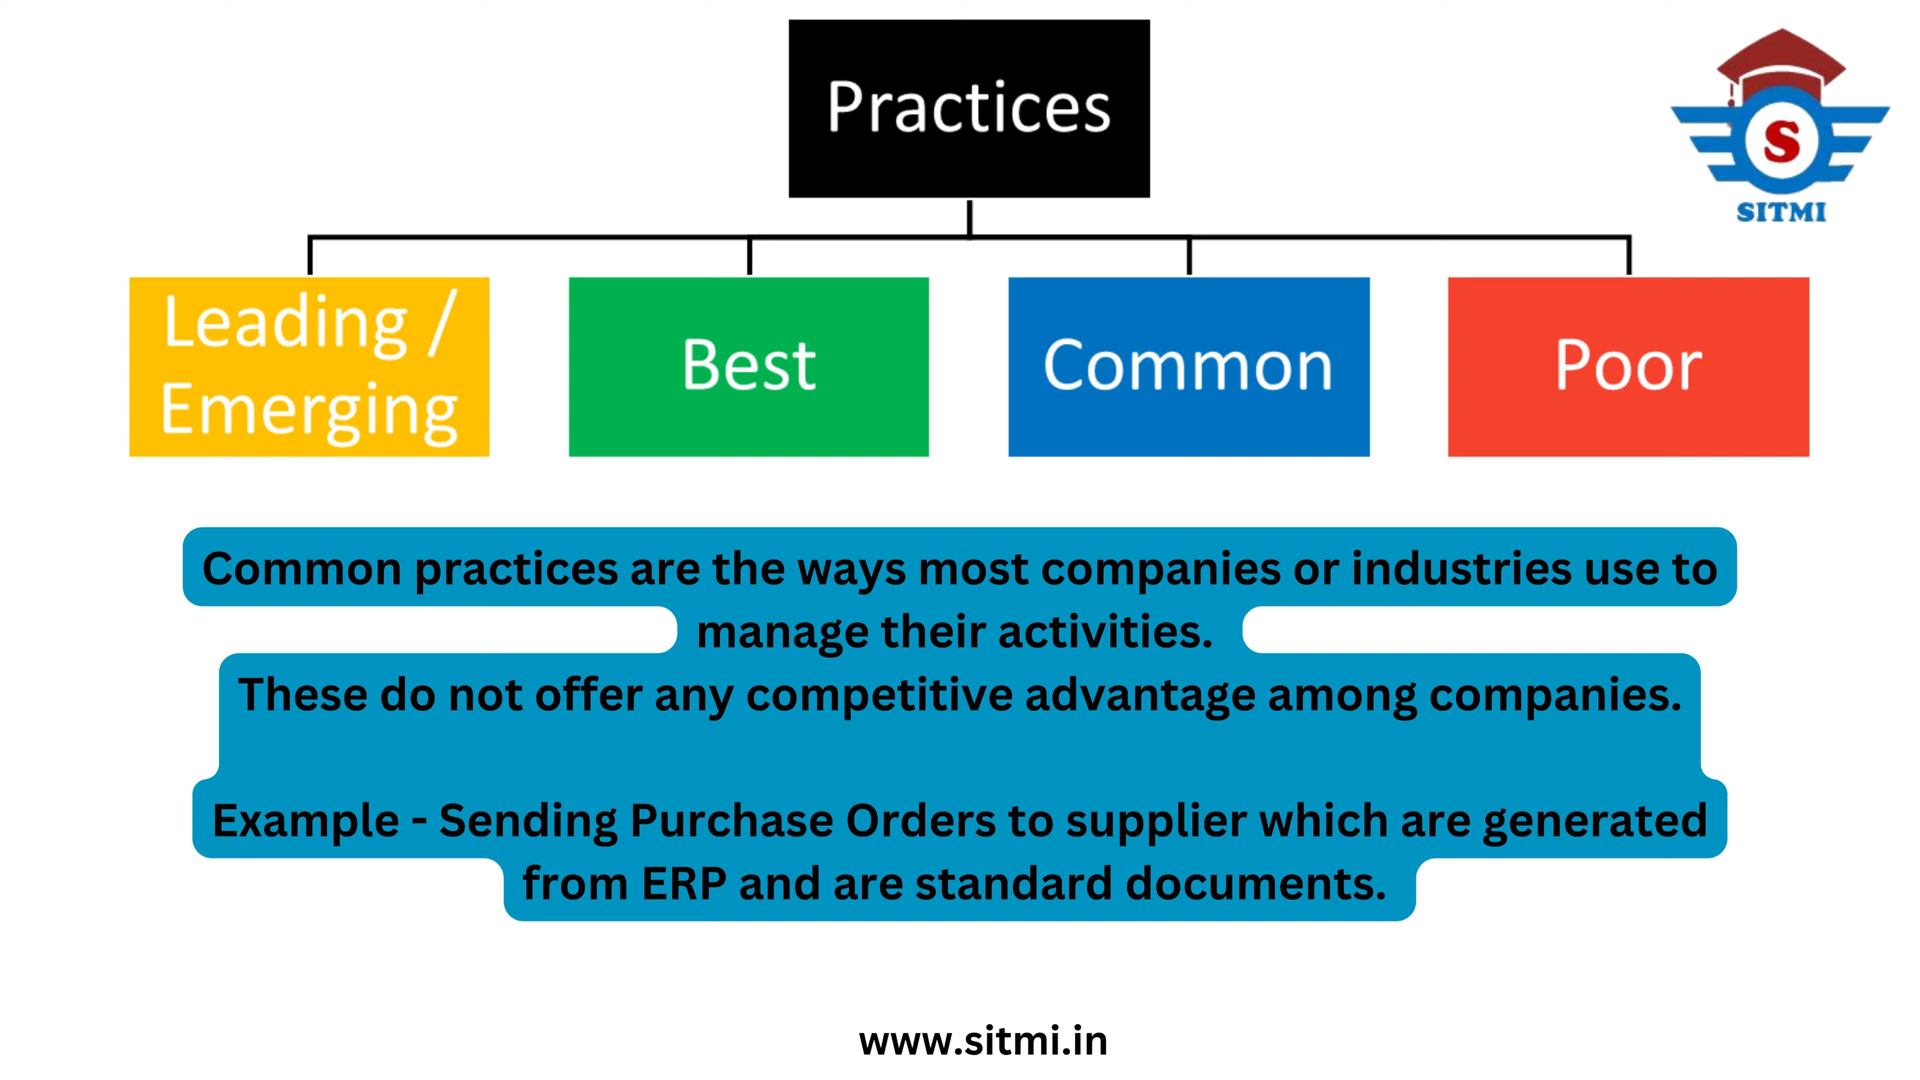 Practices
S
SITMI
Leading /
Emerging
Best
Common
Poor
Common practices are the ways most companies or industries use to
manage their activities.
These do not offer any competitive advantage among companies.
Example - Sending Purchase Orders to supplier which are generated
from ERP and are standard documents.
www.sitmi.in